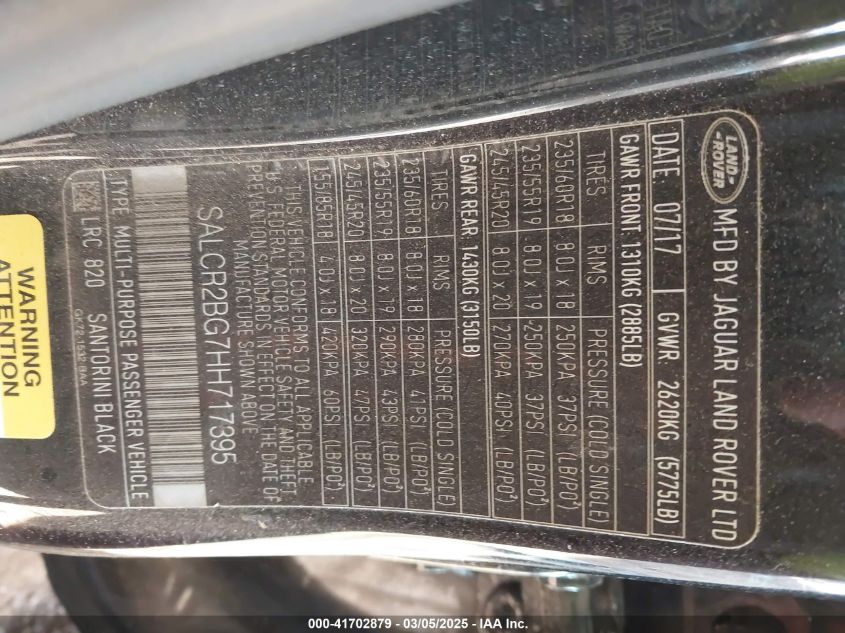 LAND-
-ROVER
MFD BY JAGUAR LAND ROVER LTD
DATE 07/17 GVWR 2620KG (5775LB)
GAWR FRONT 1310KG (2885LB)
TIRES RIMS PRESSURE (COLD SINGLE)
235/60R18 8.0J x 18 250KPA 37PSI (LB/PO²)
235/55R19 8.0J x 19 250KPA 37PSI (LB/PO²)
245/45R20 8.0J x 20 270KPA 40PSI (LB/PO²)
GAWR REAR 1430KG (3150LB)
TIRES RIMS PRESSURE (COLD SINGLE)
235/60R18 8.0J x 18 280KPA 41PSI (LB/PO²)
235/55R19 8.0J x 19 290KPA 43PSI (LB/PO²)
245/45R20 8.0J x 20 320KPA 47PSI (LB/PO²)
155/85R18 4.0J x 18 420KPA 60PSI (LB/PO²)
THIS VEHICLE CONFORMS TO ALL APPLICABLE
U.S. FEDERAL MOTOR VEHICLE SAFETY AND THEFT
PREVENTION STANDARDS IN EFFECT ON THE DATE OF
MANUFACTURE SHOWN ABOVE
SALCR2BG7HH717395
TYPE MULTI-PURPOSE PASSENGER VEHICLE
LRC 820 SANTORINI BLACK
WARNING
ATTENTION
000-41702879 - 03/05/2025 - IAA Inc.